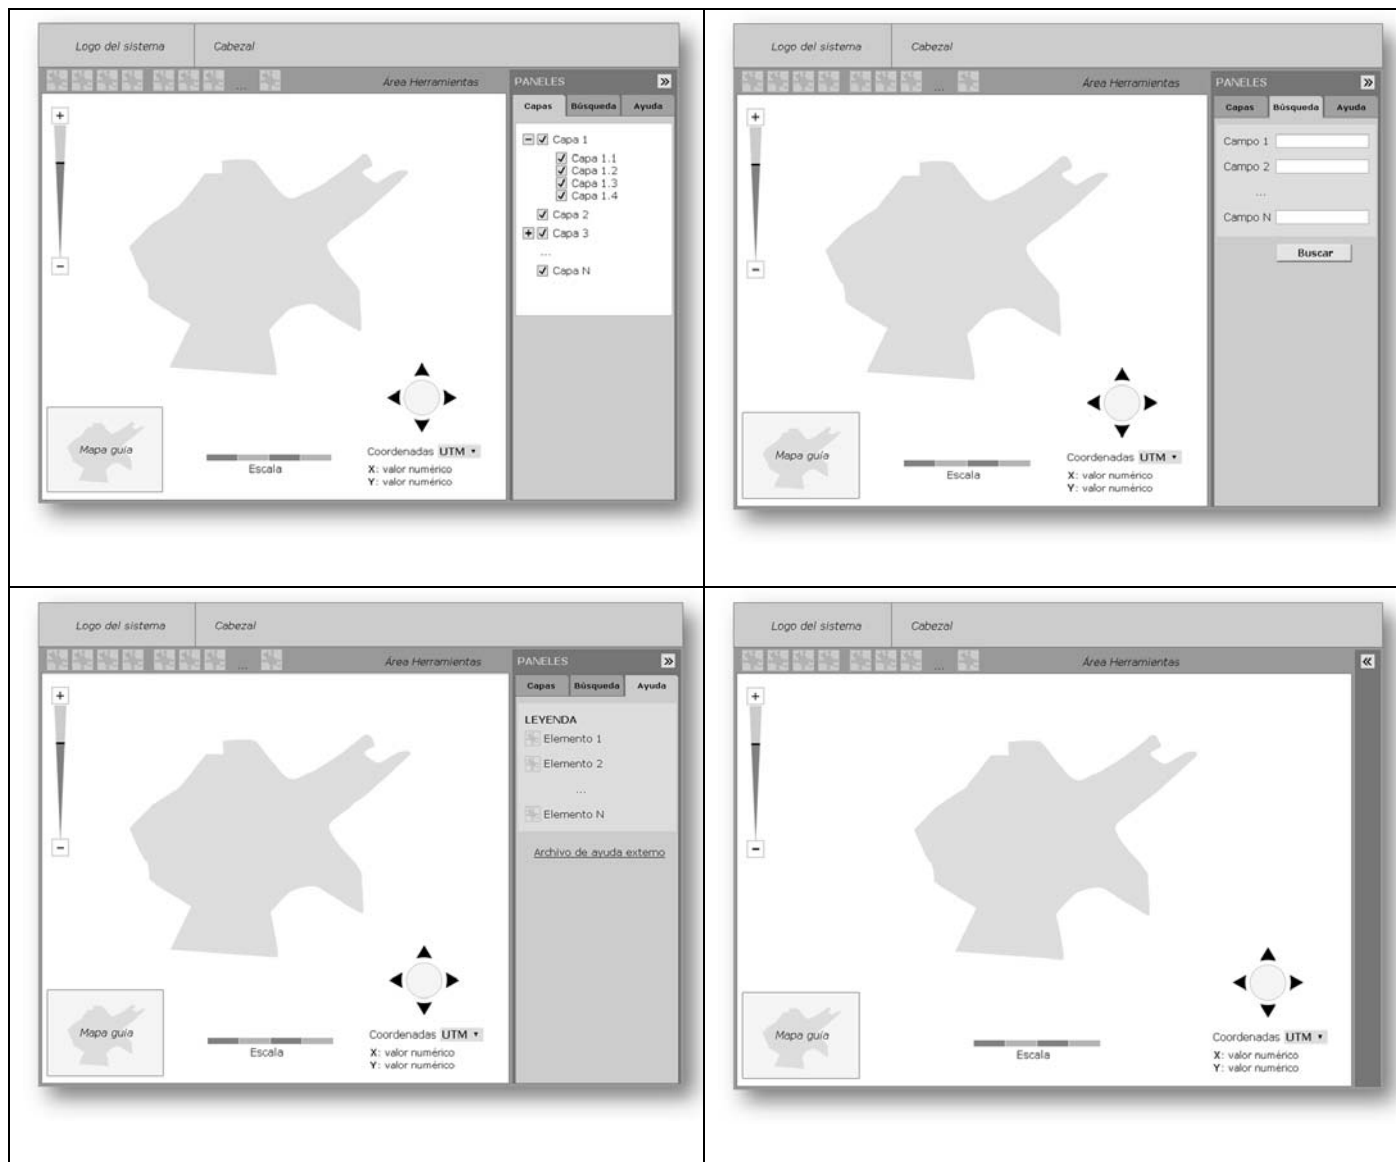 Logo del sistema Cabezal
... Área Herramientas PANELES »
Capas Búsqueda Ayuda
+
− Capa 1
Capa 1.1
Capa 1.2
Capa 1.3
Capa 1.4
Capa 2
+ Capa 3
...
− Capa N
Mapa guía
Escala
Coordenadas UTM
X: valor numérico
Y: valor numérico
Logo del sistema Cabezal
... Área Herramientas PANELES »
Capas Búsqueda Ayuda
+
Campo 1
Campo 2
...
Campo N
Buscar
−
Mapa guía
Escala
Coordenadas UTM
X: valor numérico
Y: valor numérico
Logo del sistema Cabezal
... Área Herramientas PANELES »
Capas Búsqueda Ayuda
+
LEYENDA
Elemento 1
Elemento 2
...
Elemento N
−
Archivo de ayuda externo
Mapa guía
Escala
Coordenadas UTM
X: valor numérico
Y: valor numérico
Logo del sistema Cabezal
... Área Herramientas «
+
−
Mapa guía
Escala
Coordenadas UTM
X: valor numérico
Y: valor numérico